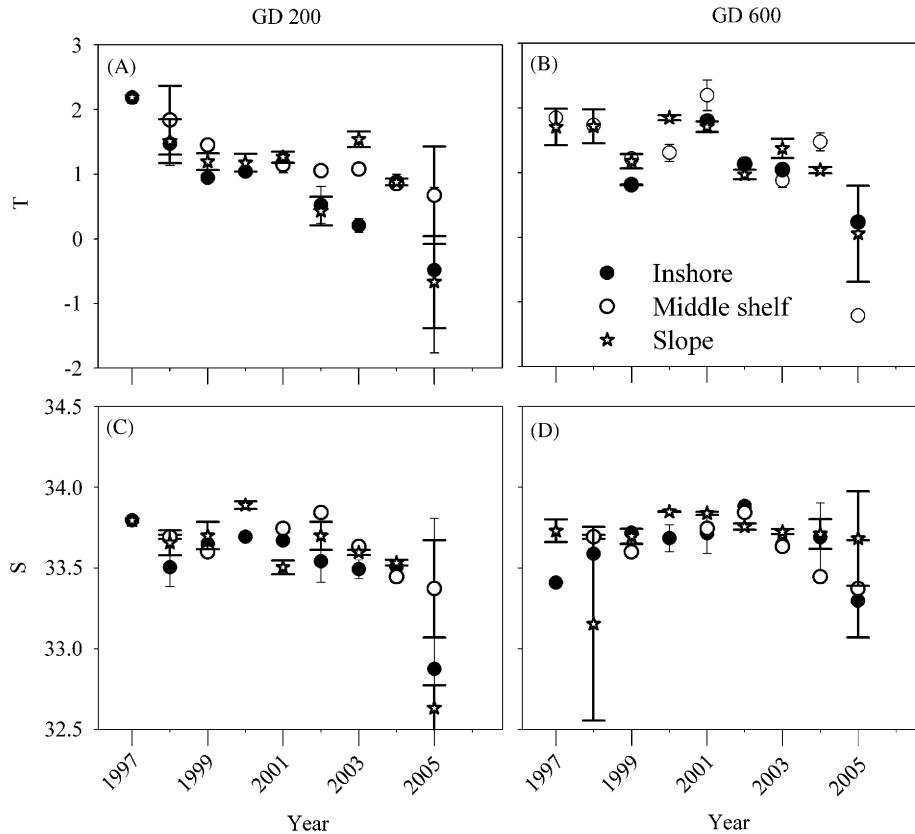 GD 200
GD 600
(A)
(B)
3
2
1
0
-1
-2
T
Inshore
Middle shelf
Slope
(C)
(D)
34.5
34.0
33.5
33.0
32.5
S
1997
1999
2001
2003
2005
1997
1999
2001
2003
2005
Year
Year